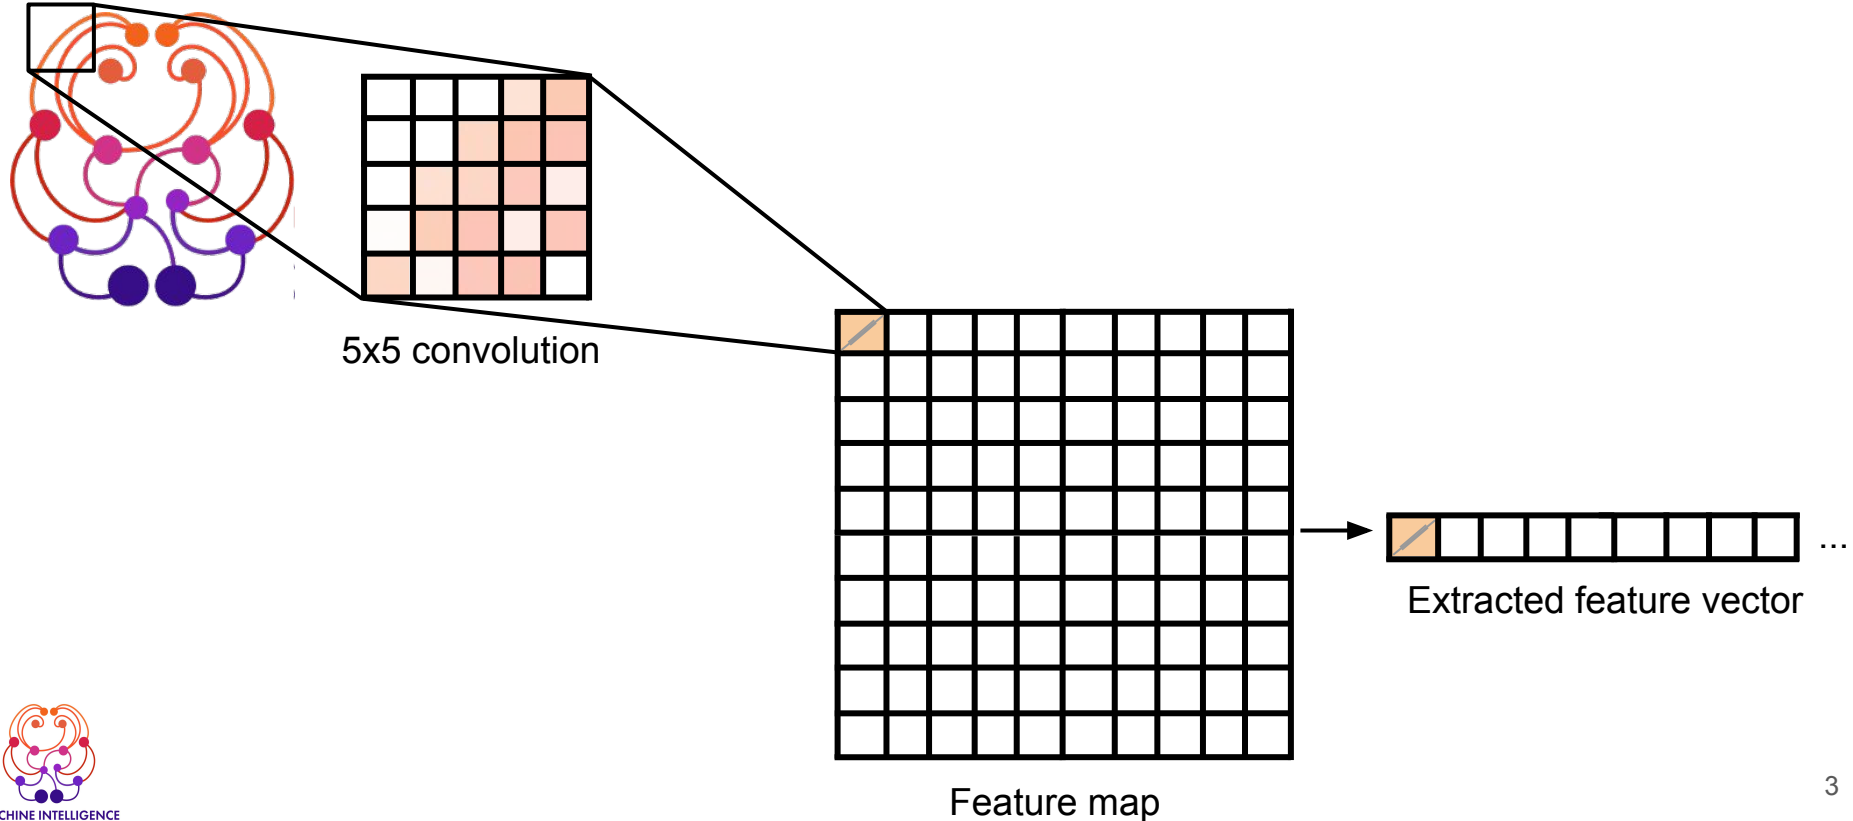 5x5 convolution
Extracted feature vector
...
Feature map
3
CHINE INTELLIGENCE